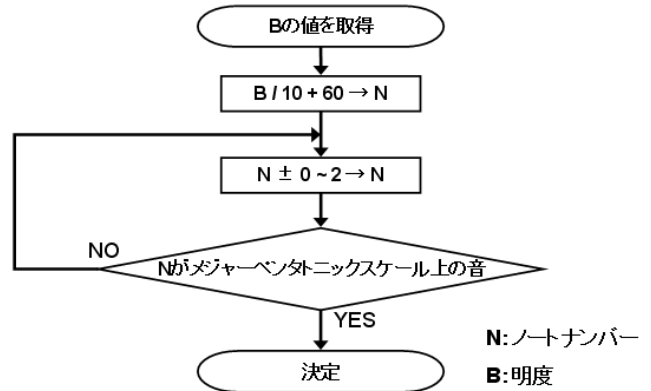 Bの値を取得
B / 10 + 60 → N
N ± 0 ~ 2 → N
NO
Nがメジャーペンタトニックスケール上の音
YES
N:ノートナンバー
決定
B:明度